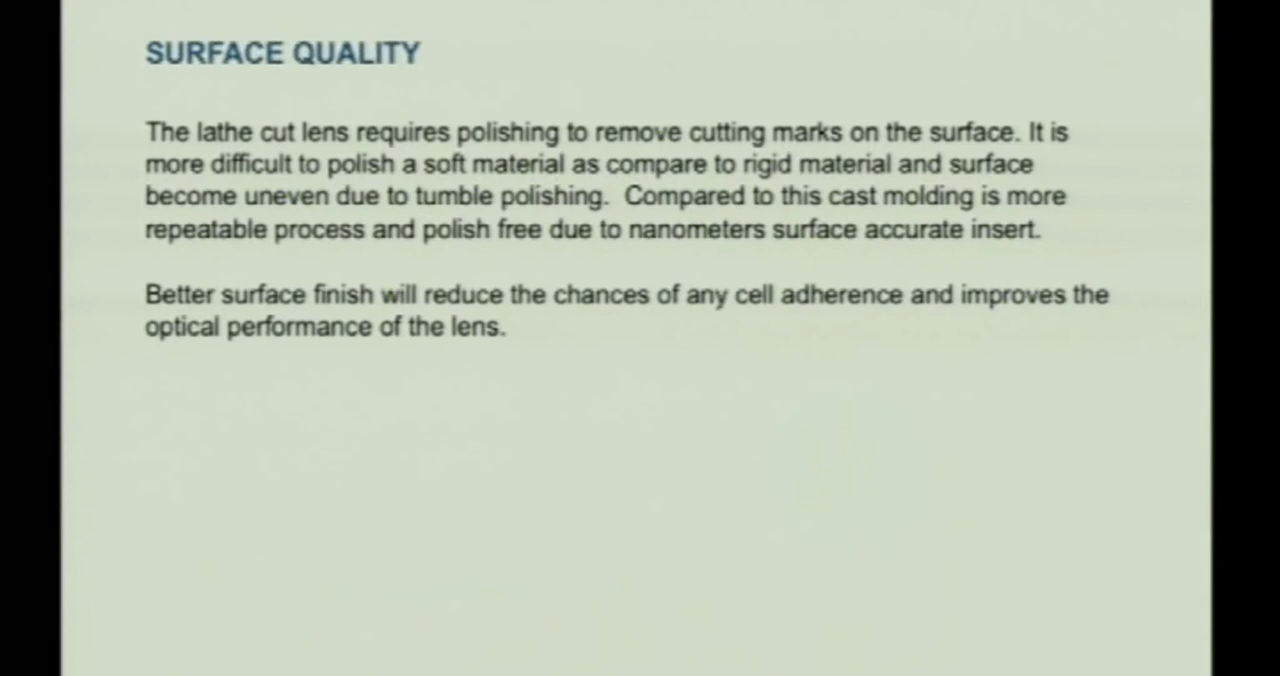 SURFACE QUALITY
The lathe cut lens requires polishing to remove cutting marks on the surface. It is
more difficult to polish a soft material as compare to rigid material and surface
become uneven due to tumble polishing.  Compared to this cast molding is more
repeatable process and polish free due to nanometers surface accurate insert.
Better surface finish will reduce the chances of any cell adherence and improves the
optical performance of the lens.